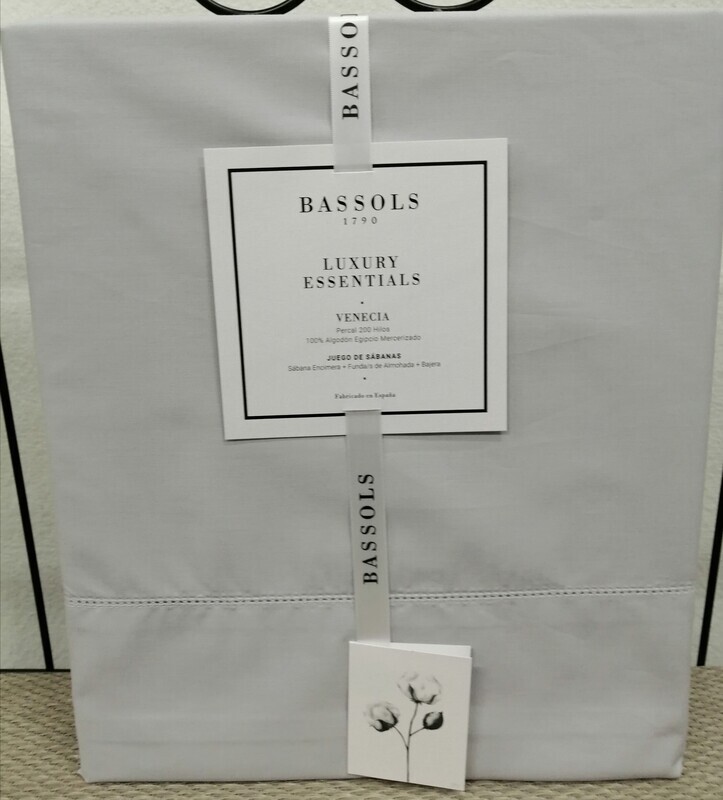 BASSO
BASSOLS
1790
LUXURY
ESSENTIALS
VENECIA
Percal 200 Hilos
100% Algodón Egipcio Mercerizado
JUEGO DE SÁBANAS
Sábana Encimera + Funda/s de Almohada + Bajera
Fabricado en España
BASSOLS